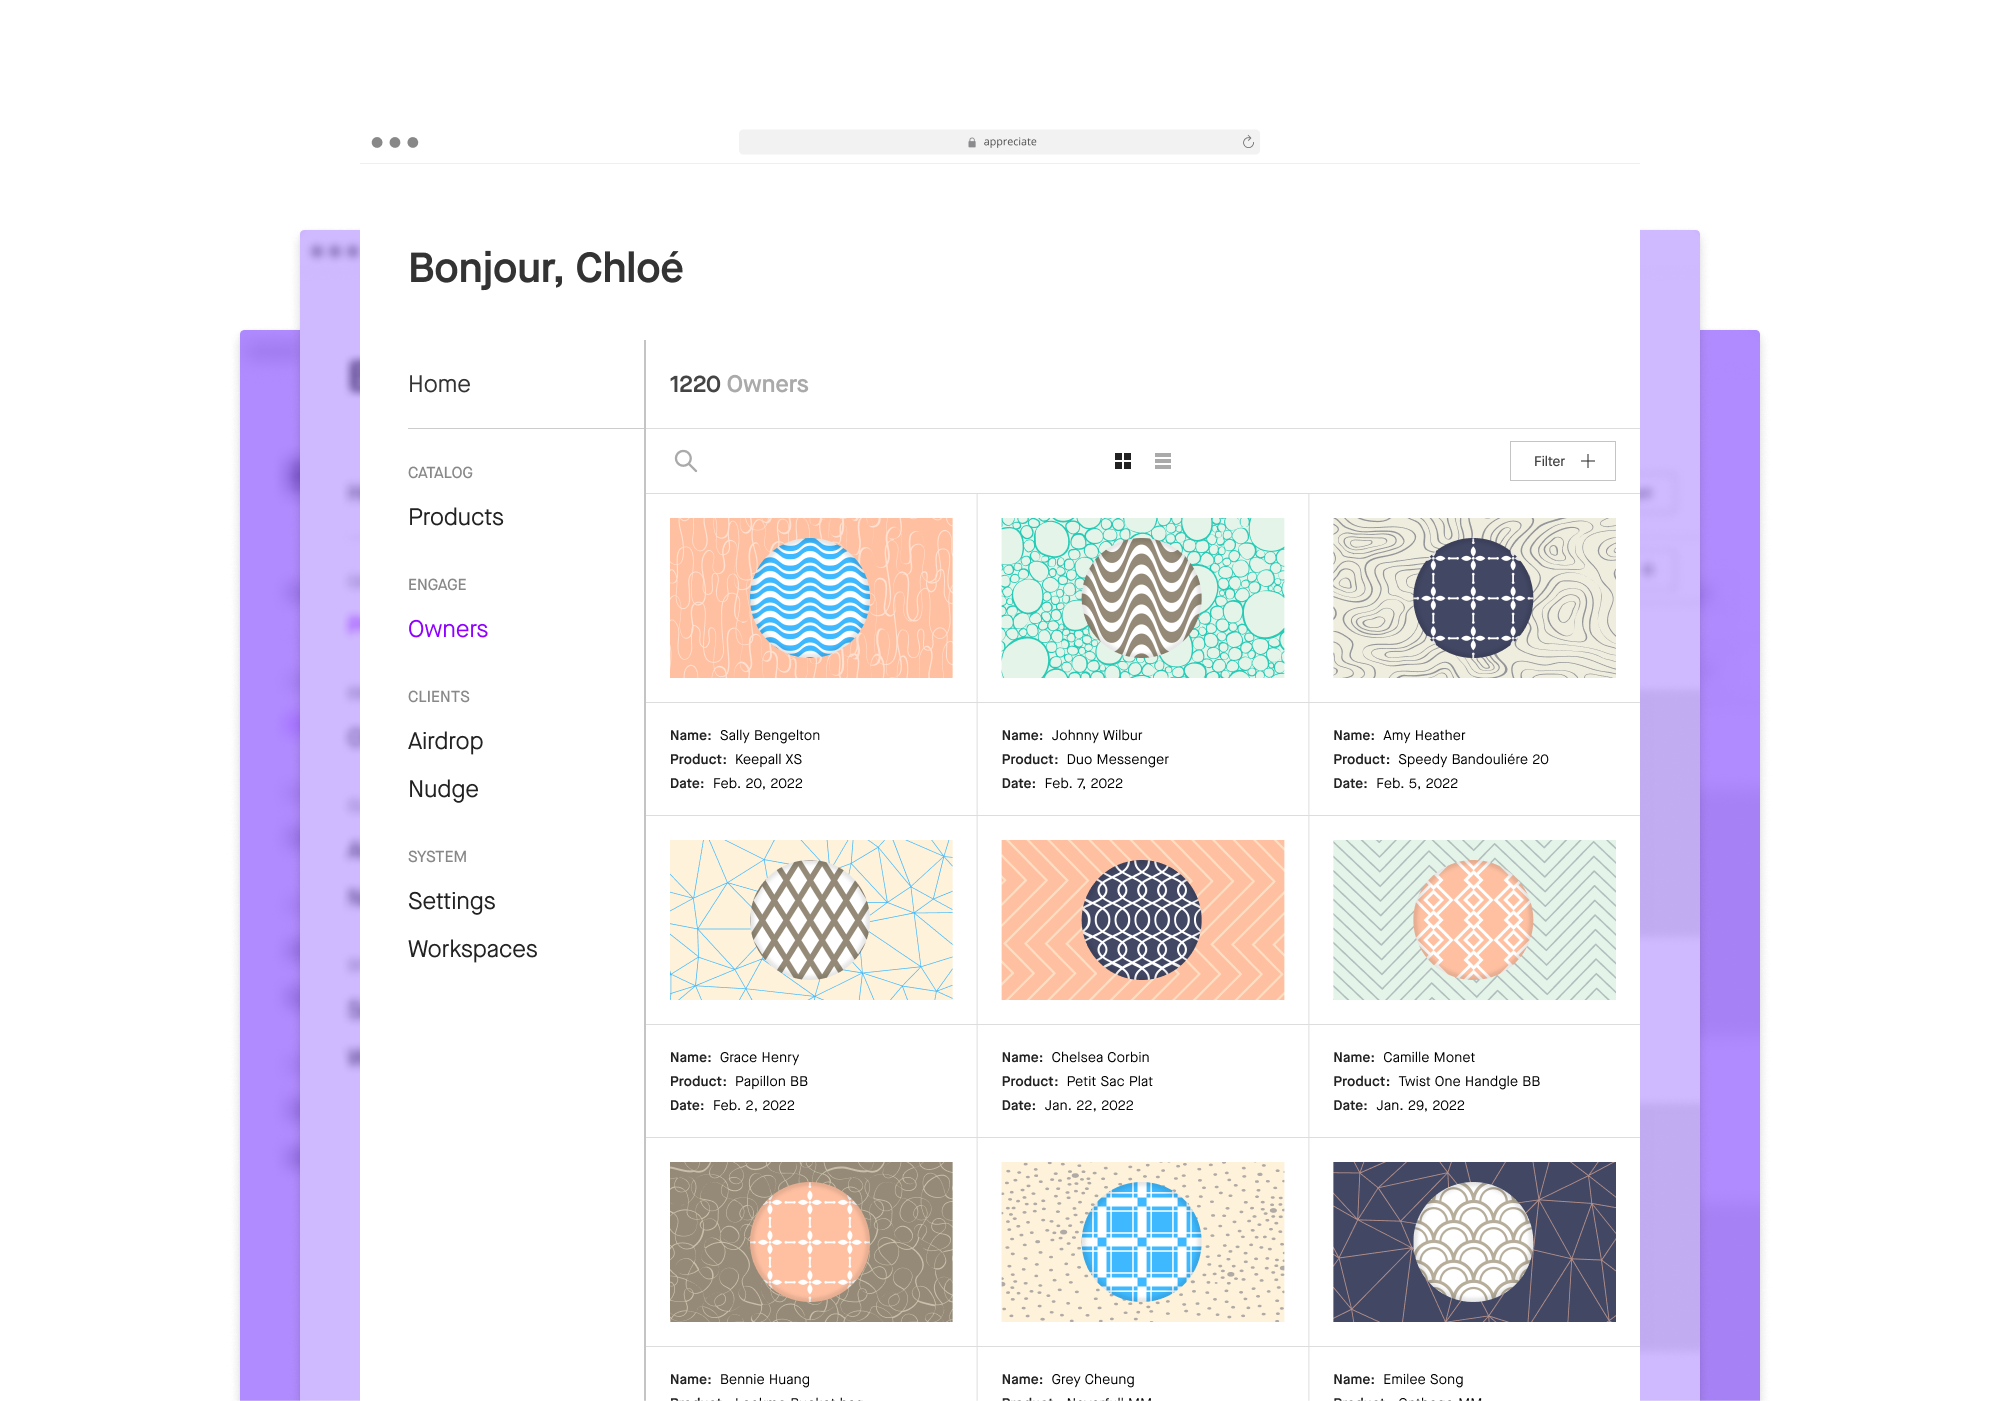 appreciate
Bonjour, Chloé
Home
1220 Owners
CATALOG
Products
ENGAGE
Owners
CLIENTS
Airdrop
Nudge
SYSTEM
Settings
Workspaces
Filter
Name: Sally Bengelton
Product: Keepall XS
Date: Feb. 20, 2022
Name: Johnny Wilbur
Product: Duo Messenger
Date: Feb. 7, 2022
Name: Amy Heather
Product: Speedy Bandouliére 20
Date: Feb. 5, 2022
Name: Grace Henry
Product: Papillon BB
Date: Feb. 2, 2022
Name: Chelsea Corbin
Product: Petit Sac Plat
Date: Jan. 22, 2022
Name: Camille Monet
Product: Twist One Handgle BB
Date: Jan. 29, 2022
Name: Bennie Huang
Name: Grey Cheung
Name: Emilee Song